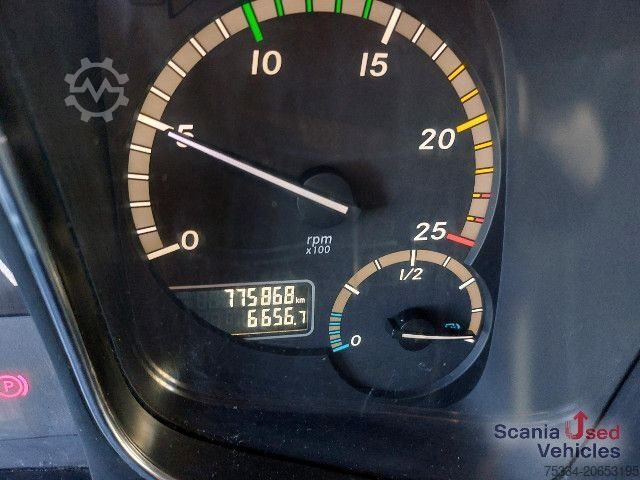 10
15
5
20
0
25
rpm
x100
1/2
775868 km
6656.7
0
P
Scania Used
Vehicles
75334-20653195